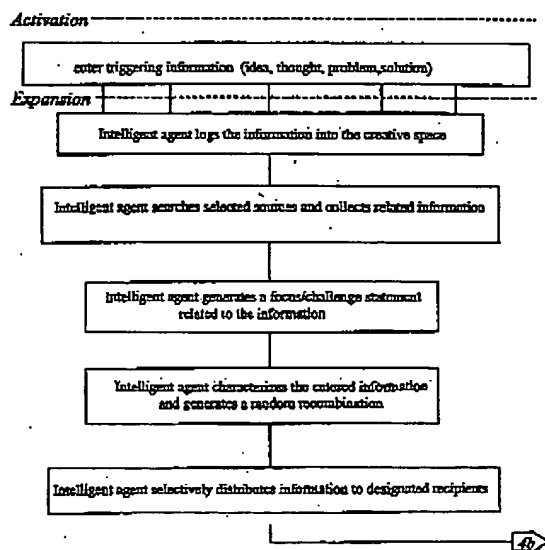 Activation
enter triggering information (idea, thought, problem,solution)
Expansion
Intelligent agent logs the information into the creative space
Intelligent agent searches selected sources and collects related information
Intelligent agent generates a focus/challenge statement
related to the information
Intelligent agent characterizes the entered information
and generates a random recombination
Intelligent agent selectively distributes information to designated recipients
4b